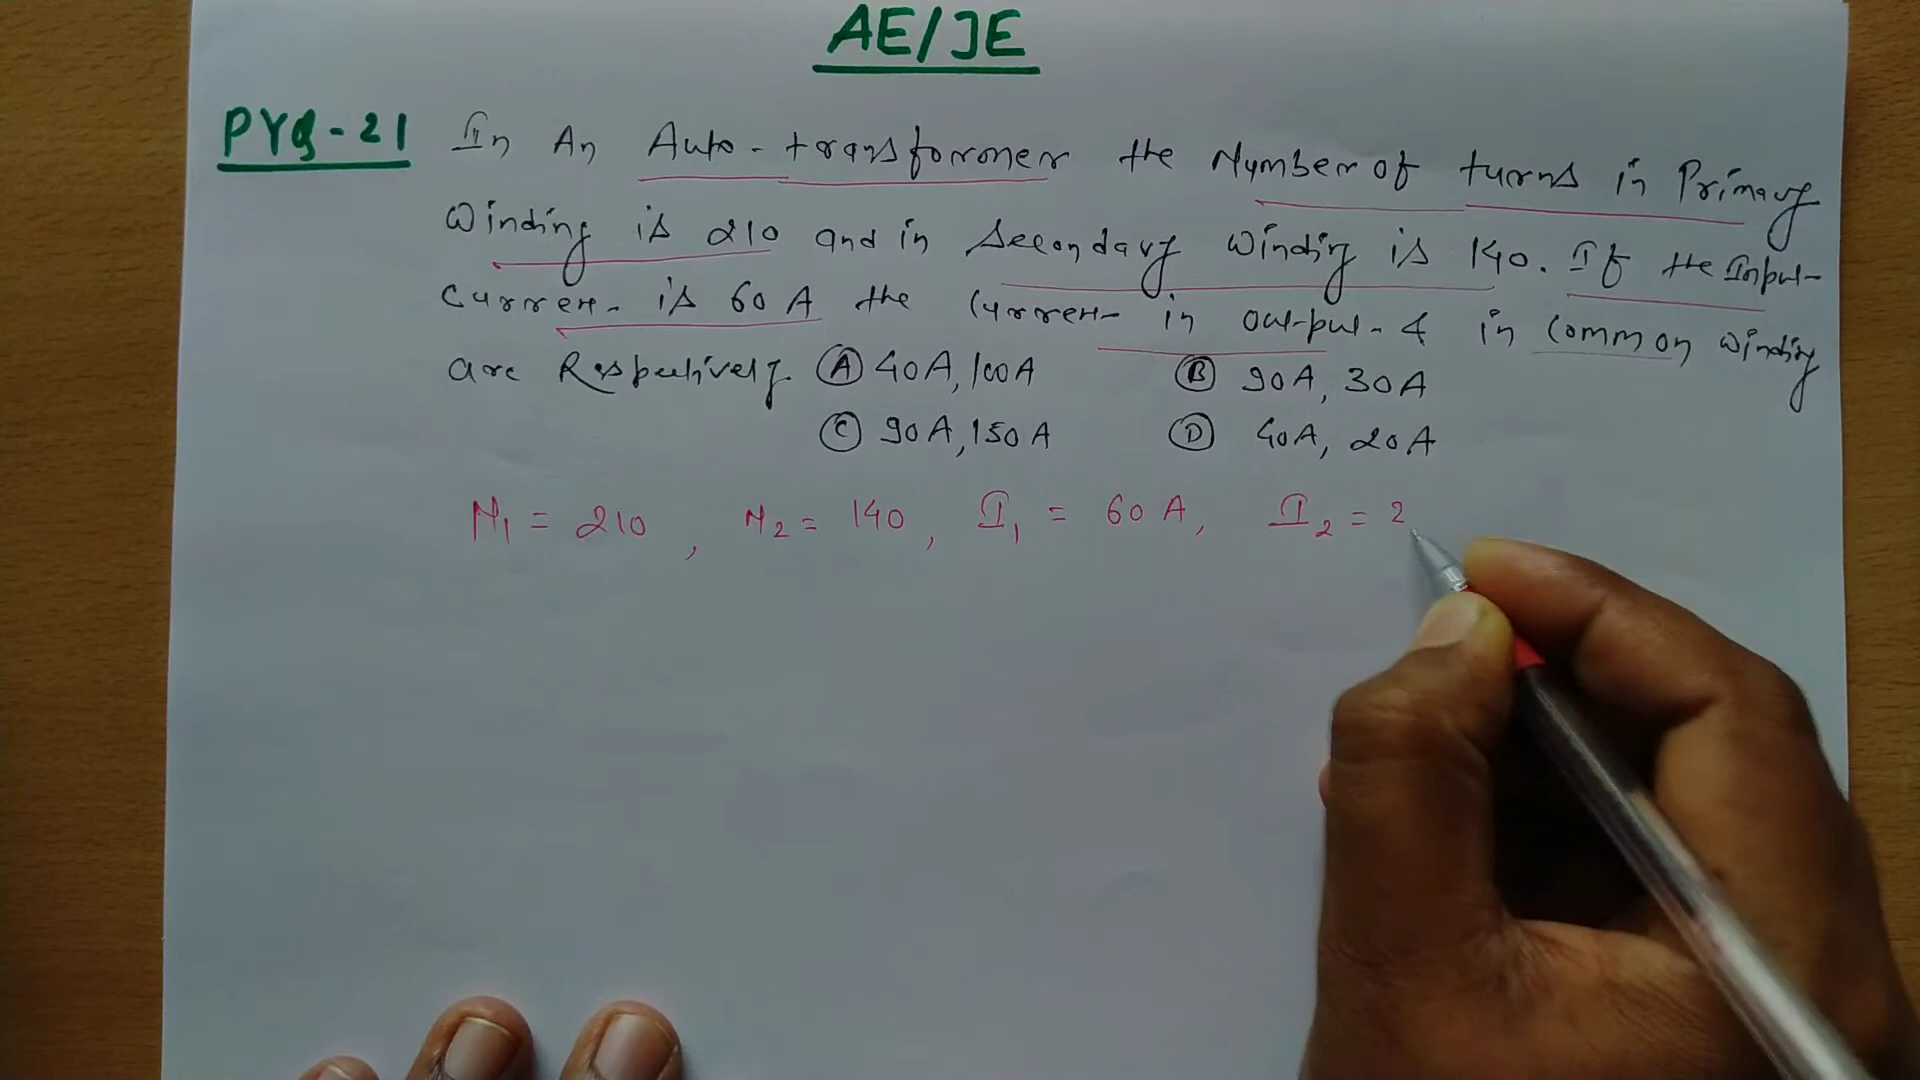 AE/JE
PYQ-21 In An Auto-transformer the Number of turns in Primary
Winding is 210 and in Secondary Winding is 140. If the Input
Current is 60 A the Current in output & in Common Winding
are Respectively. (A) 40A, 100A (B) 90A, 30A
(C) 90A, 150A (D) 40A, 20A
N1 = 210, N2 = 140, I1 = 60 A, I2 = 2